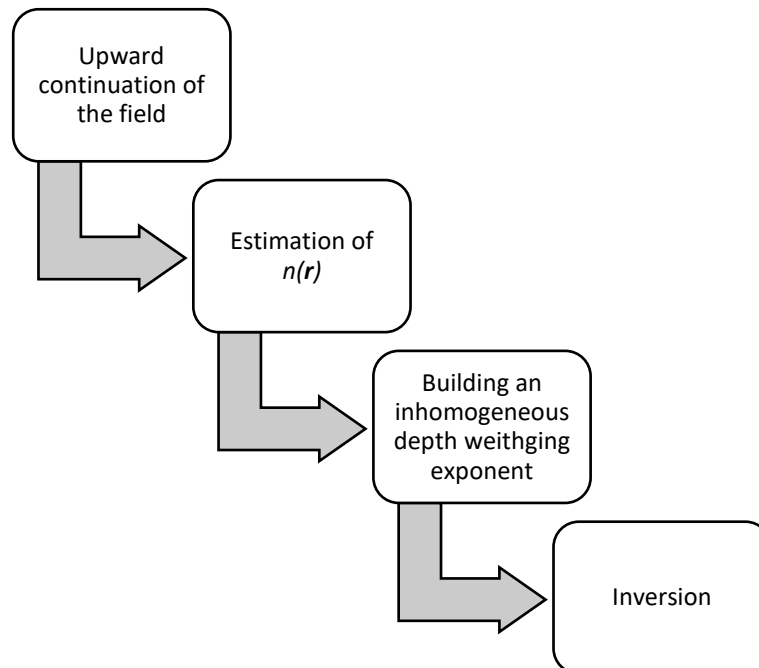 Upward
continuation of
the field
Estimation of
n(r)
Building an
inhomogeneous
depth weithging
exponent
Inversion